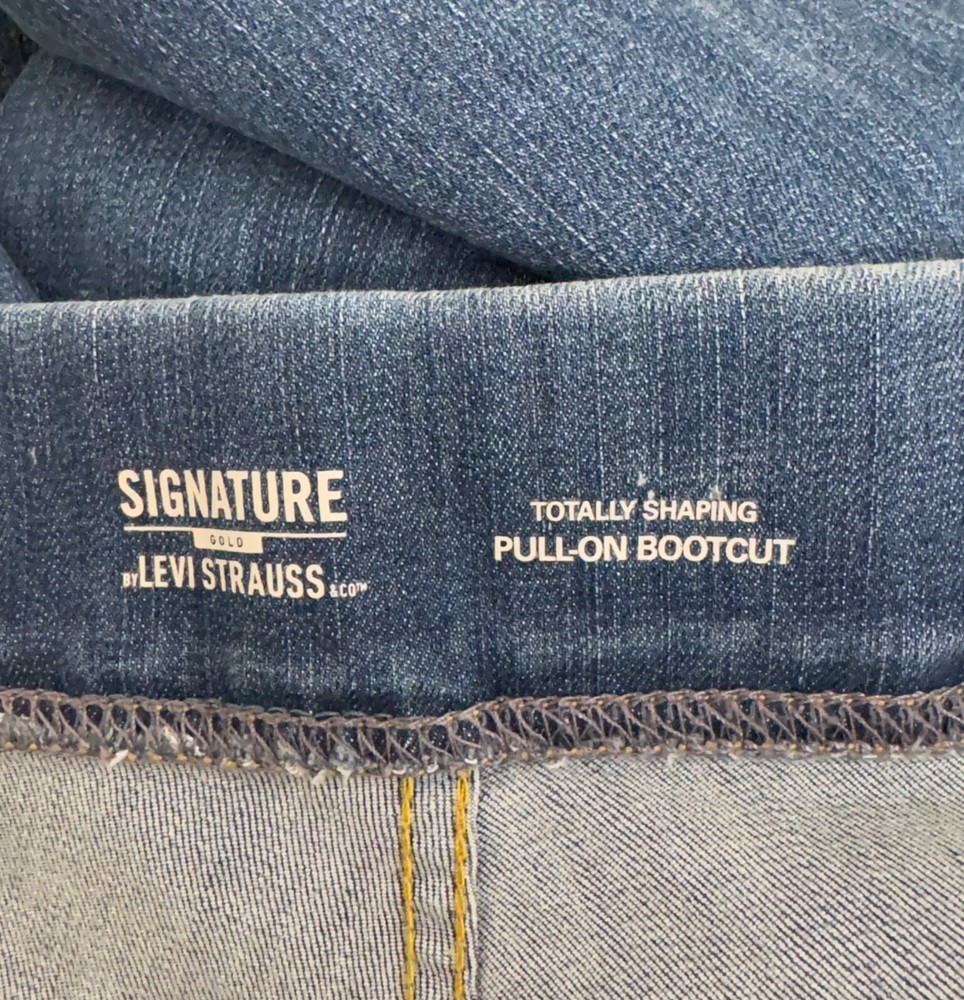 SIGNATURE
GOLD
BY LEVI STRAUSS & CO™
TOTALLY SHAPING
PULL-ON BOOTCUT